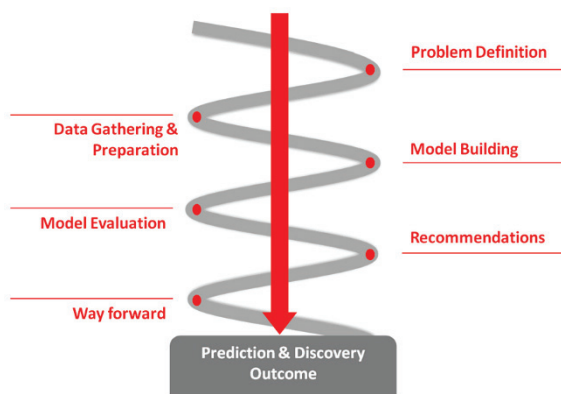 Problem Definition
Data Gathering &
Preparation
Model Building
Model Evaluation
Recommendations
Way forward
Prediction & Discovery
Outcome